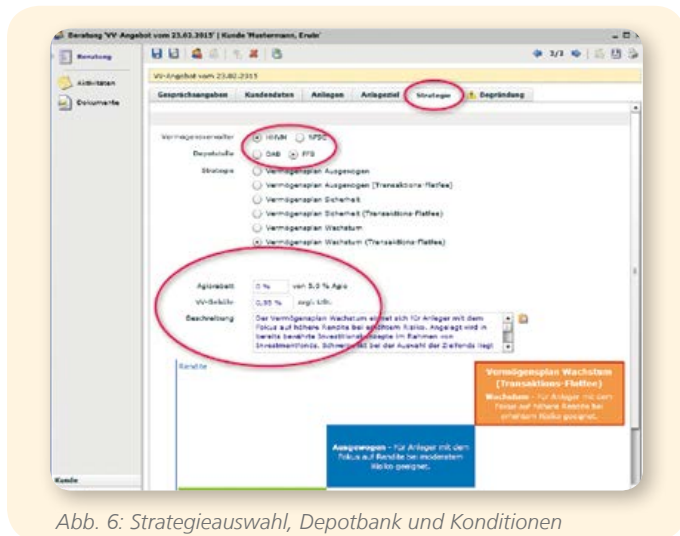 Beratung 'VV-Angebot vom 23.02.2015' | Kunde 'Mustermann, Erwin'
Beratung
Aktivitäten
Dokumente
2/2
VV-Angebot vom 23.02.2015
Gesprächsangaben Kundendaten Anliegen Anlageziel Strategie Begründung
Vermögensverwalter
Depotstelle DAB FFB
Strategie Vermögensplan Ausgewogen
Vermögensplan Ausgewogen (Transaktions-Flatfee)
Vermögensplan Sicherheit
Vermögensplan Sicherheit (Transaktions-Flatfee)
Vermögensplan Wachstum
Vermögensplan Wachstum (Transaktions-Flatfee)
Agiorabatt 0 % von 5.0 % Agio
VV-Gebühr 0,95 % zzgl. USt.
Beschreibung Der Vermögensplan Wachstum eignet sich für Anleger mit dem
Fokus auf höhere Rendite bei erhöhtem Risiko. Angelegt wird in
bereits bewährte Investitionskonzepte im Rahmen von
Investmentfonds. Schwerpunkt bei der Auswahl der Zielfonds liegt
Rendite
Vermögensplan Wachstum
(Transaktions-Flatfee)
Wachstum - Für Anleger mit dem
Fokus auf höhere Rendite bei
erhöhtem Risiko geeignet.
Ausgewogen - Für Anleger mit dem
Fokus auf Rendite bei moderatem
Risiko geeignet.
Kunde
Abb. 6: Strategieauswahl, Depotbank und Konditionen